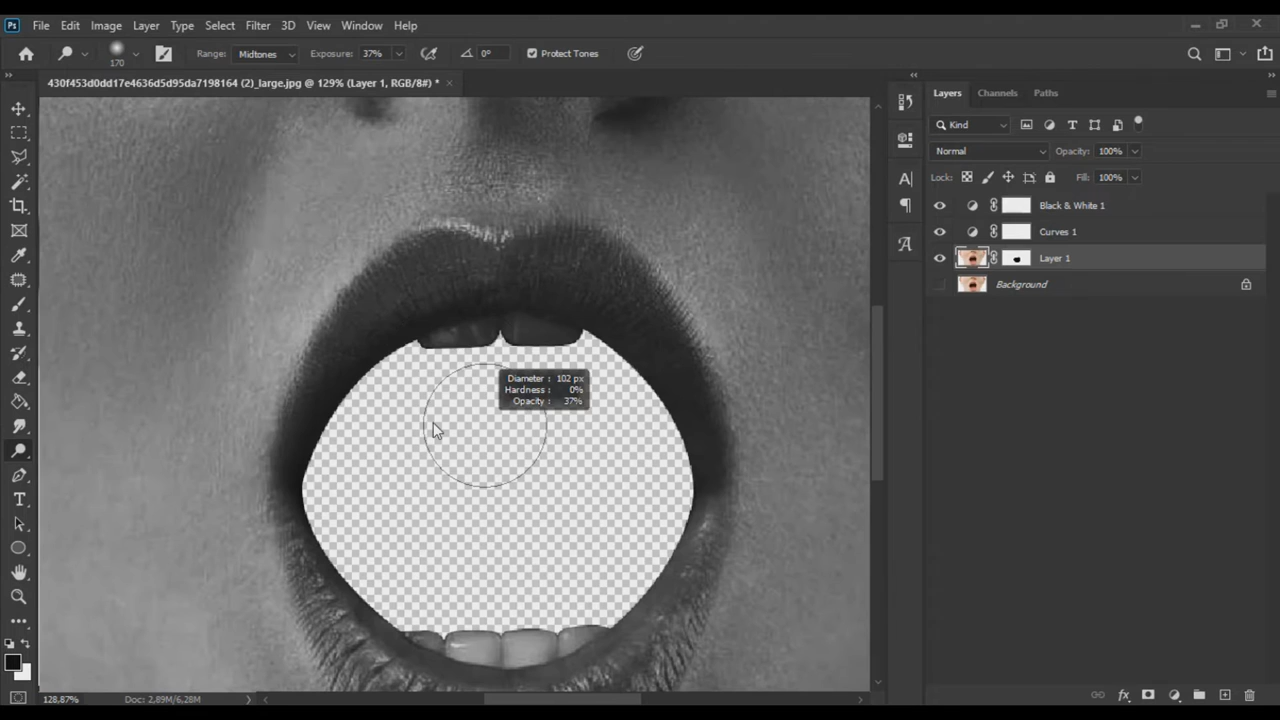 Ps File Edit Image Layer Type Select Filter 3D View Window Help
170 Range: Midtones Exposure: 37% 0° Protect Tones
430f453d0dd17e4636d5d95da7198164 (2)_large.jpg @ 129% (Layer 1, RGB/8#) *
Layers Channels Paths
Kind
Normal Opacity: 100%
Lock: Fill: 100%
Black & White 1
Curves 1
Layer 1
Background
Diameter : 102 px
Hardness : 0%
Opacity : 37%
128,87% Doc: 2,89M/6,28M